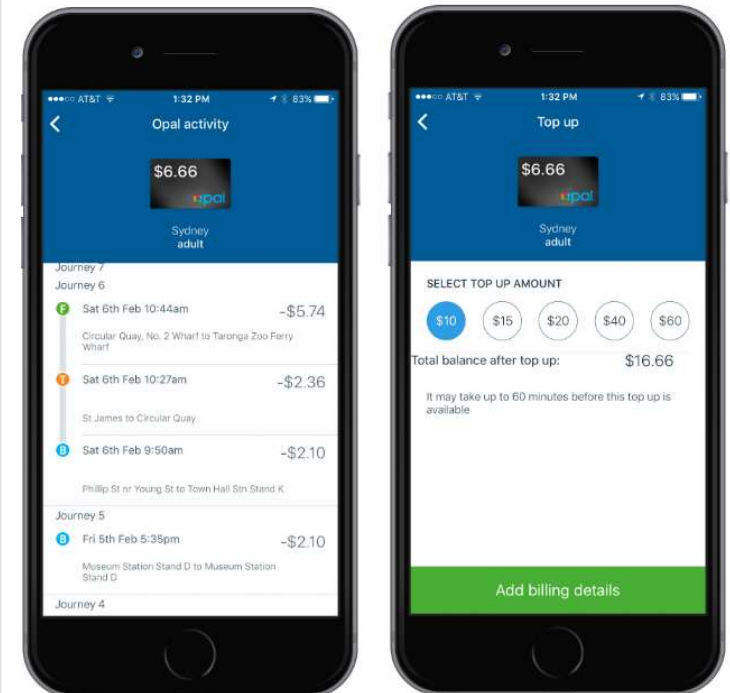 AT&T 1:32 PM 83%
Opal activity
$6.66
opal
Sydney
adult
Journey 7
Journey 6
F Sat 6th Feb 10:44am -$5.74
Circular Quay, No. 2 Wharf to Taronga Zoo Ferry
Wharf
T Sat 6th Feb 10:27am -$2.36
St James to Circular Quay
B Sat 6th Feb 9:50am -$2.10
Phillip St nr Young St to Town Hall Stn Stand K
Journey 5
B Fri 5th Feb 5:35pm -$2.10
Museum Station Stand D to Museum Station
Stand D
Journey 4
AT&T 1:32 PM 83%
Top up
$6.66
opal
Sydney
adult
SELECT TOP UP AMOUNT
$10 $15 $20 $40 $60
Total balance after top up: $16.66
It may take up to 60 minutes before this top up is
available
Add billing details